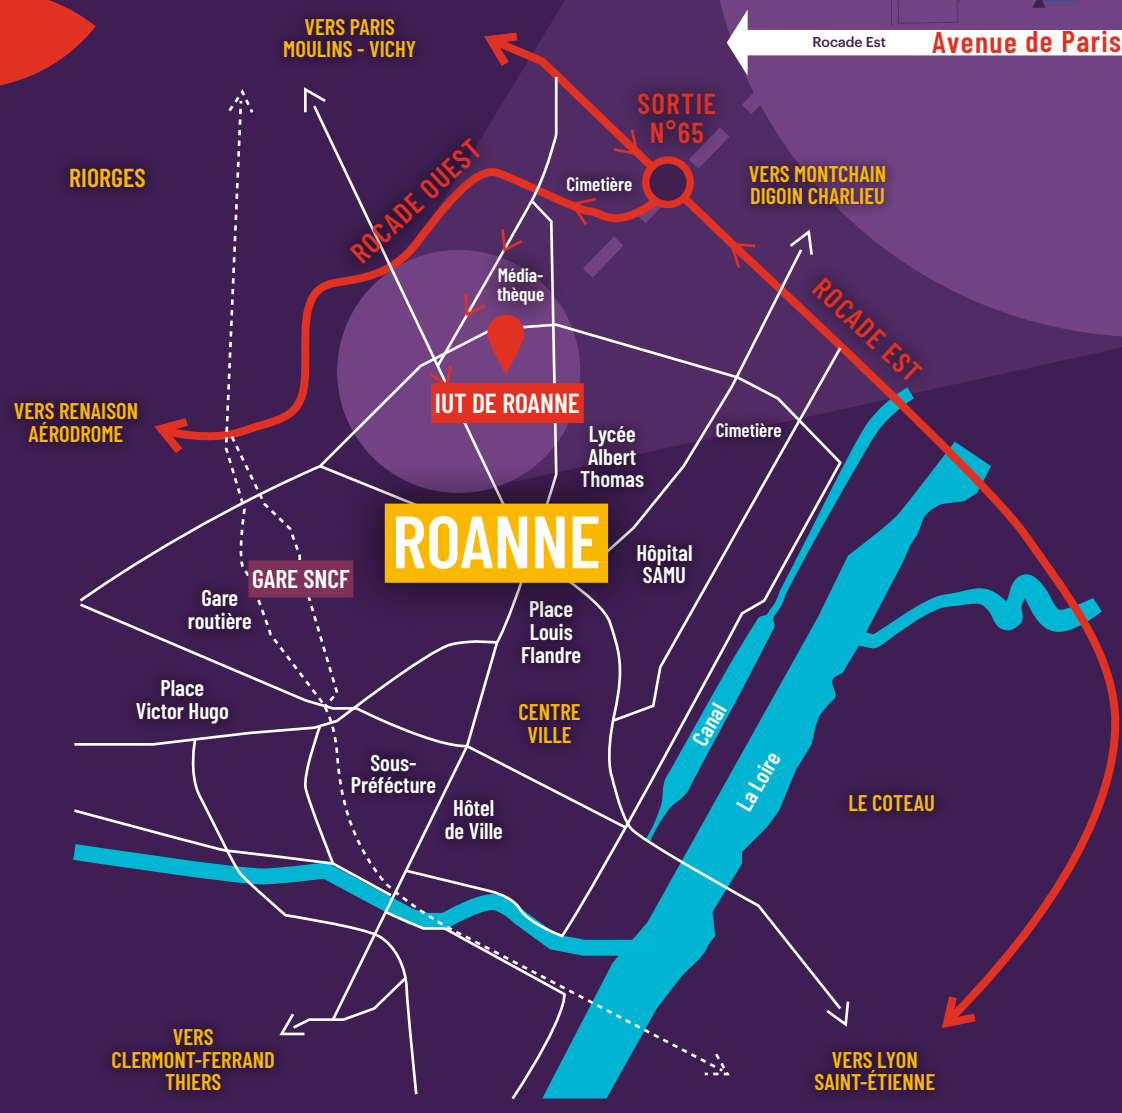 VERS PARIS
MOULINS - VICHY
Rocade Est
Avenue de Paris
SORTIE
N°65
RIORGES
ROCADE OUEST
Cimetière
VERS MONTCHAIN
DIGOIN CHARLIEU
Média-
thèque
ROCADE EST
IUT DE ROANNE
VERS RENAISON
AÉRODROME
Lycée
Albert
Thomas
Cimetière
ROANNE
Hôpital
SAMU
GARE SNCF
Gare
routière
Place
Louis
Flandre
Place
Victor Hugo
CENTRE
VILLE
Canal
La Loire
Sous-
Préfécture
Hôtel
de Ville
LE COTEAU
VERS
CLERMONT-FERRAND
THIERS
VERS LYON
SAINT-ÉTIENNE